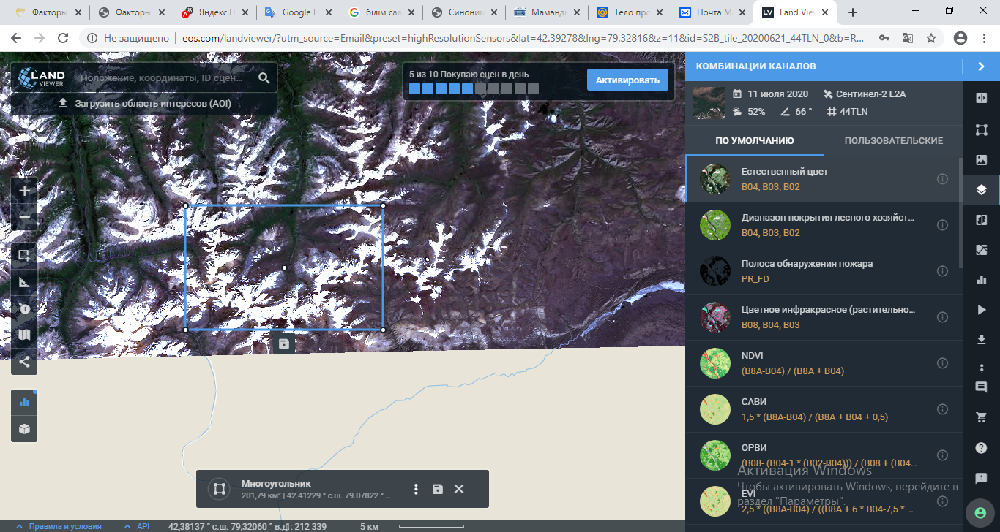 Факторы
Факторы
Яндекс.П
Google П
білім сал
Синоним
Маманды
Тело про
Почта M
Land Viev
Не защищено
eos.com/landviewer/?utm_source=Email&preset=highResolutionSensors&lat=42.39278&lng=79.32816&z=11&id=S2B_tile_20200621_44TLN_0&b=R...
LAND
VIEWER
Положение, координаты, ID сцен...
Загрузить область интересов (AOI)
5 из 10 Покупаю сцен в день
Активировать
КОМБИНАЦИИ КАНАЛОВ
11 июля 2020
Сентинел-2 L2A
52%
66 °
44TLN
ПО УМОЛЧАНИЮ
ПОЛЬЗОВАТЕЛЬСКИЕ
Естественный цвет
B04, B03, B02
Диапазон покрытия лесного хозяйст...
B04, B03, B02
Полоса обнаружения пожара
PR_FD
Цветное инфракрасное (растительно...
B08, B04, B03
NDVI
(B8A-B04) / (B8A + B04)
САВИ
1,5 * (B8A-B04) / (B8A + B04 + 0,5)
ОРВИ
(B08- (B04-1 * (B02-B04))) / (B08 + (B04...
EVI
2,5 * ((B8A-B04) / ((B8A + 6 * B04-7,5 * ...
Активация Windows
Чтобы активировать Windows, перейдите в
раздел "Параметры".
Многоугольник
201,79 км² | 42.41229 ° с.ш. 79.07822 ° ...
Правила и условия
API
42,38137 ° с.ш. 79,32060 ° в.д1: 212 339
5 км